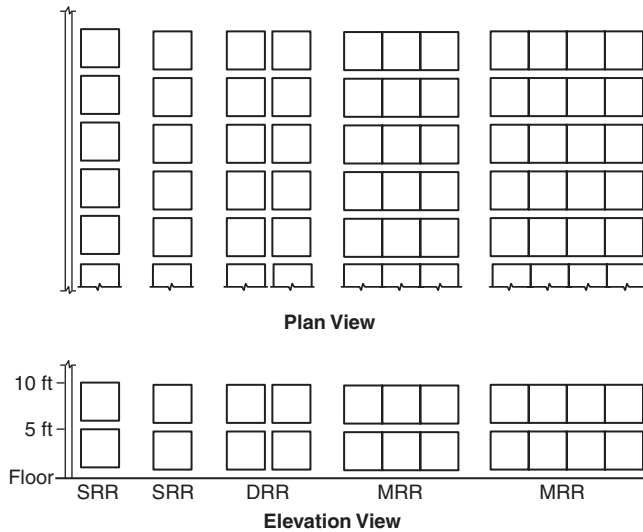 Plan View
10 ft
5 ft
Floor
SRR SRR DRR MRR MRR
Elevation View